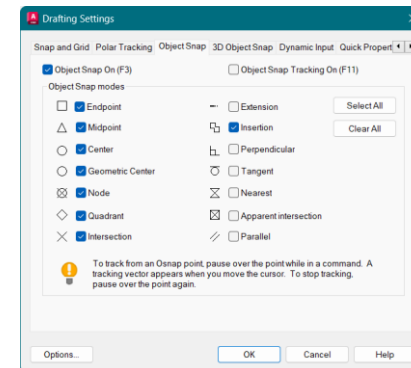 Drafting Settings
Snap and Grid Polar Tracking Object Snap 3D Object Snap Dynamic Input Quick Propert
Object Snap On (F3) Object Snap Tracking On (F11)
Object Snap modes
Endpoint Extension Select All
Midpoint Insertion Clear All
Center Perpendicular
Geometric Center Tangent
Node Nearest
Quadrant Apparent intersection
Intersection Parallel
To track from an Osnap point, pause over the point while in a command. A
tracking vector appears when you move the cursor. To stop tracking,
pause over the point again.
Options... OK Cancel Help